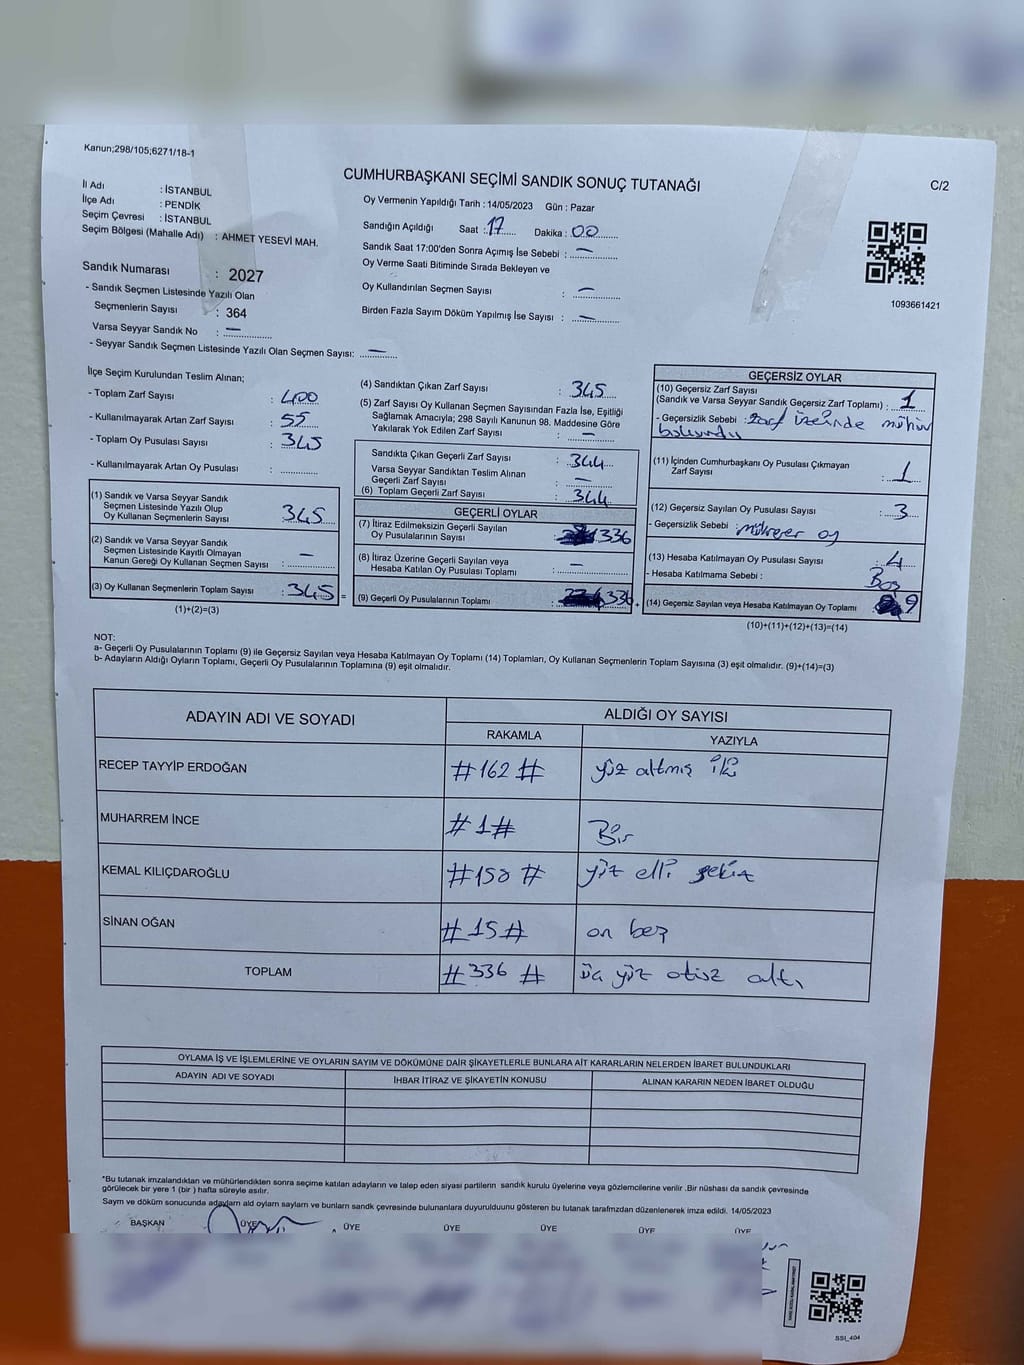 Kanun;298/105;6271/18-1
CUMHURBAŞKANI SEÇİMİ SANDIK SONUÇ TUTANAĞI
C/2
İl Adı : İSTANBUL
İlçe Adı : PENDİK
Seçim Çevresi : İSTANBUL
Seçim Bölgesi (Mahalle Adı) : AHMET YESEVİ MAH.
Sandık Numarası : 2027
- Sandık Seçmen Listesinde Yazılı Olan
Seçmenlerin Sayısı : 364
Varsa Seyyar Sandık No : —
- Seyyar Sandık Seçmen Listesinde Yazılı Olan Seçmen Sayısı: —
Oy Vermenin Yapıldığı Tarih : 14/05/2023 Gün : Pazar
Sandığın Açıldığı Saat : 17 Dakika : 00
Sandık Saat 17:00'den Sonra Açımış İse Sebebi : —
Oy Verme Saati Bitiminde Sırada Bekleyen ve
Oy Kullandırılan Seçmen Sayısı : —
Birden Fazla Sayım Döküm Yapılmış İse Sayısı : —
1093661421
İlçe Seçim Kurulundan Teslim Alınan;
- Toplam Zarf Sayısı : 400
- Kullanılmayarak Artan Zarf Sayısı : 55
- Toplam Oy Pusulası Sayısı : 345
- Kullanılmayarak Artan Oy Pusulası :
(1) Sandık ve Varsa Seyyar Sandık
Seçmen Listesinde Yazılı Olup
Oy Kullanan Seçmenlerin Sayısı : 345
(2) Sandık ve Varsa Seyyar Sandık
Seçmen Listesinde Kayıtlı Olmayan
Kanun Gereği Oy Kullanan Seçmen Sayısı : —
(3) Oy Kullanan Seçmenlerin Toplam Sayısı : 345 =
(1)+(2)=(3)
(4) Sandıktan Çıkan Zarf Sayısı : 345
(5) Zarf Sayısı Oy Kullanan Seçmen Sayısından Fazla İse, Eşitliği
Sağlamak Amacıyla; 298 Sayılı Kanunun 98. Maddesine Göre
Yakılarak Yok Edilen Zarf Sayısı : —
Sandıkta Çıkan Geçerli Zarf Sayısı : 344
Varsa Seyyar Sandıktan Teslim Alınan
Geçerli Zarf Sayısı : —
(6) Toplam Geçerli Zarf Sayısı : 344
GEÇERLİ OYLAR
(7) İtiraz Edilmeksizin Geçerli Sayılan
Oy Pusulalarının Sayısı 336
(8) İtiraz Üzerine Geçerli Sayılan veya
Hesaba Katılan Oy Pusulası Toplamı : —
(9) Geçerli Oy Pusulalarının Toplamı : 336 +
GEÇERSİZ OYLAR
(10) Geçersiz Zarf Sayısı
(Sandık ve Varsa Seyyar Sandık Geçersiz Zarf Toplamı) : 1
- Geçersizlik Sebebi : zarf üzerinde mühür
bulundu
(11) İçinden Cumhurbaşkanı Oy Pusulası Çıkmayan
Zarf Sayısı : 1
(12) Geçersiz Sayılan Oy Pusulası Sayısı : 3
- Geçersizlik Sebebi : mükerrer oy
(13) Hesaba Katılmayan Oy Pusulası Sayısı : 4
- Hesaba Katılmama Sebebi : Boş
(14) Geçersiz Sayılan veya Hesaba Katılmayan Oy Toplamı : 9
(10)+(11)+(12)+(13)=(14)
NOT:
a- Geçerli Oy Pusulalarının Toplamı (9) ile Geçersiz Sayılan veya Hesaba Katılmayan Oy Toplamı (14) Toplamları, Oy Kullanan Seçmenlerin Toplam Sayısına (3) eşit olmalıdır. (9)+(14)=(3)
b- Adayların Aldığı Oyların Toplamı, Geçerli Oy Pusulalarının Toplamına (9) eşit olmalıdır.
ADAYIN ADI VE SOYADI ALDIĞI OY SAYISI
RAKAMLA YAZIYLA
RECEP TAYYİP ERDOĞAN #162# yüz altmış iki
MUHARREM İNCE #1# Bir
KEMAL KILIÇDAROĞLU #158# yüz elli sekiz
SİNAN OĞAN #15# on beş
TOPLAM #336# üç yüz otuz altı
OYLAMA İŞ VE İŞLEMLERİNE VE OYLARIN SAYIM VE DÖKÜMÜNE DAİR ŞİKAYETLERLE BUNLARA AİT KARARLARIN NELERDEN İBARET BULUNDUKLARI
ADAYIN ADI VE SOYADI İHBAR İTİRAZ VE ŞİKAYETİN KONUSU ALINAN KARARIN NEDEN İBARET OLDUĞU
*Bu tutanak imzalandıktan ve mühürlendikten sonra seçime katılan adayların ve talep eden siyasi partilerin sandık kurulu üyelerine veya gözlemcilerine verilir .Bir nüshası da sandık çevresinde
görülecek bir yere 1 (bir ) hafta süreyle asılır.
Sayım ve döküm sonucunda adayların ald oyların sayların ve bunların sandk çevresinde bulunanlara duyurulduunu gösteren bu tutanak tarafmzdan düzenlenerek imza edildi. 14/05/2023
BAŞKAN ÜYE ÜYE ÜYE ÜYE ÜYE ÜYE
SSI_404